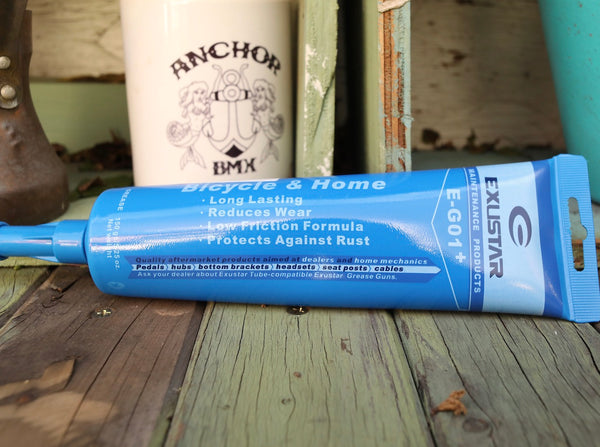 ANCHOR
BMX
Bicycle & Home
· Long Lasting
· Reduces Wear
· Low Friction Formula
· Protects Against Rust
Quality aftermarket products aimed at dealers and home mechanics
Pedals › hubs › bottom brackets › headsets › seat posts › cables
Ask your dealer about Exustar Tube-compatible Exustar Grease Guns.
E-G01+
MAINTENANCE PRODUCTS
EXUSTAR